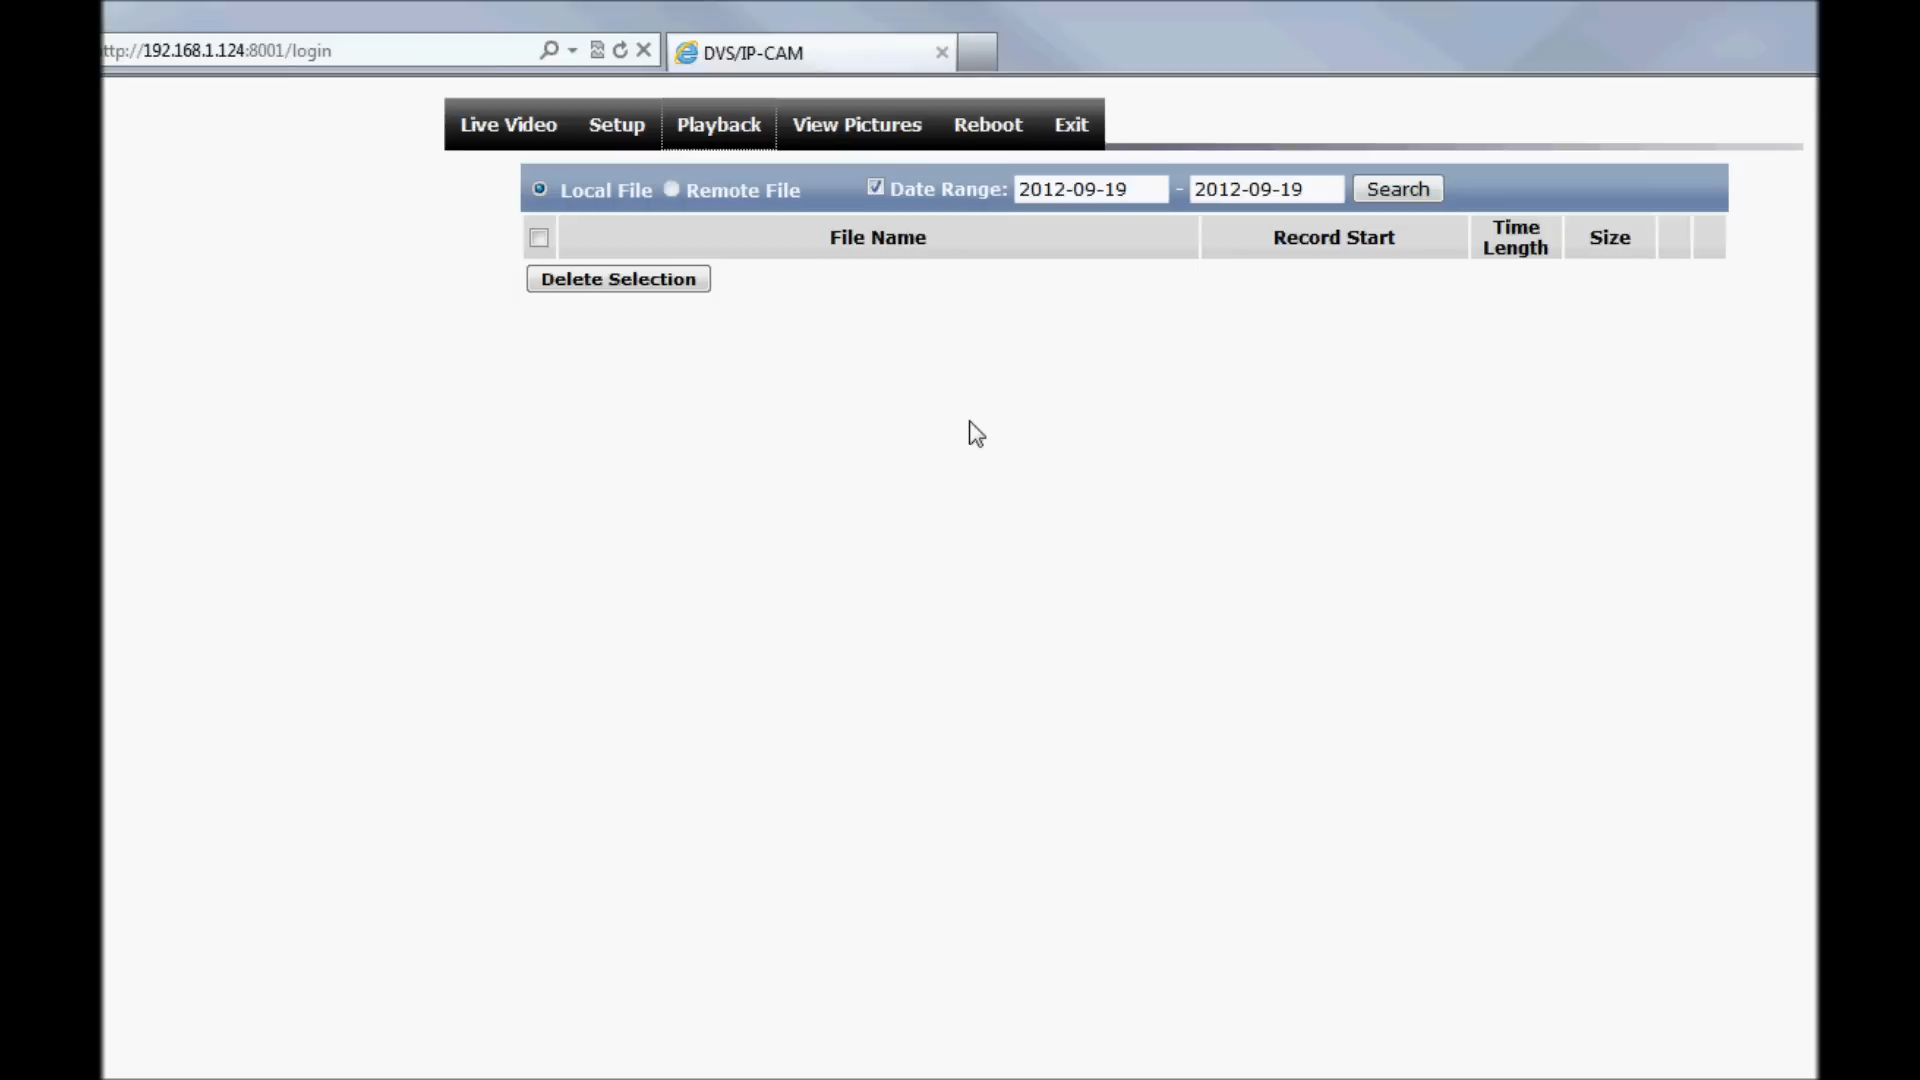 ttp://192.168.1.124:8001/login
DVS/IP-CAM
Live Video Setup Playback View Pictures Reboot Exit
Local File Remote File Date Range: 2012-09-19 - 2012-09-19 Search
File Name Record Start Time Length Size
Delete Selection